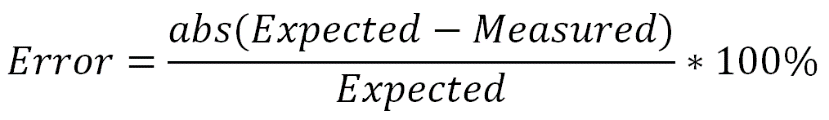 Error = abs(Expected − Measured) / Expected * 100%